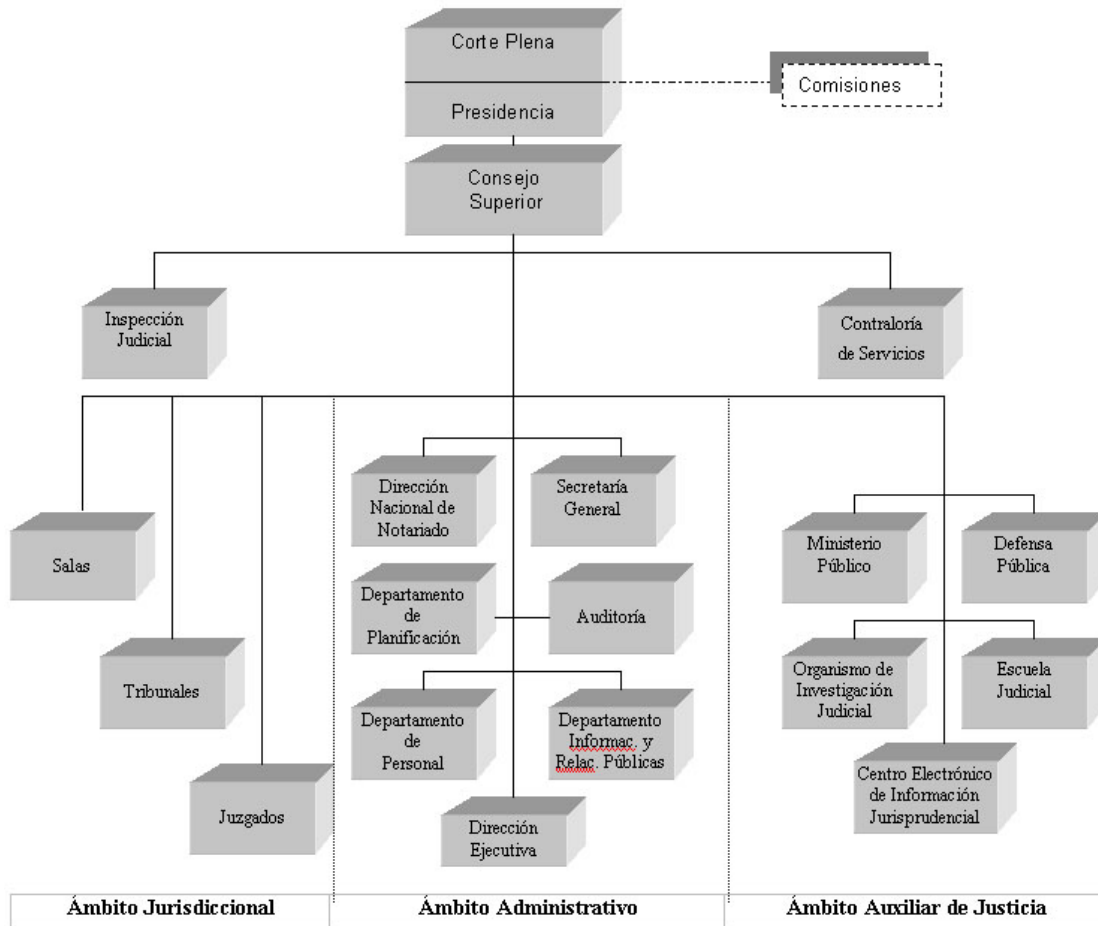 Corte Plena
Presidencia
Comisiones
Consejo
Superior
Inspección
Judicial
Contraloría
de Servicios
Dirección
Nacional de
Notariado
Secretaría
General
Salas
Ministerio
Público
Defensa
Pública
Departamento
de
Planificación
Auditoría
Tribunales
Organismo de
Investigación
Judicial
Escuela
Judicial
Departamento
de
Personal
Departamento
Informac. y
Relac. Públicas
Juzgados
Centro Electrónico
de Información
Jurisprudencial
Dirección
Ejecutiva
Ámbito Jurisdiccional
Ámbito Administrativo
Ámbito Auxiliar de Justicia